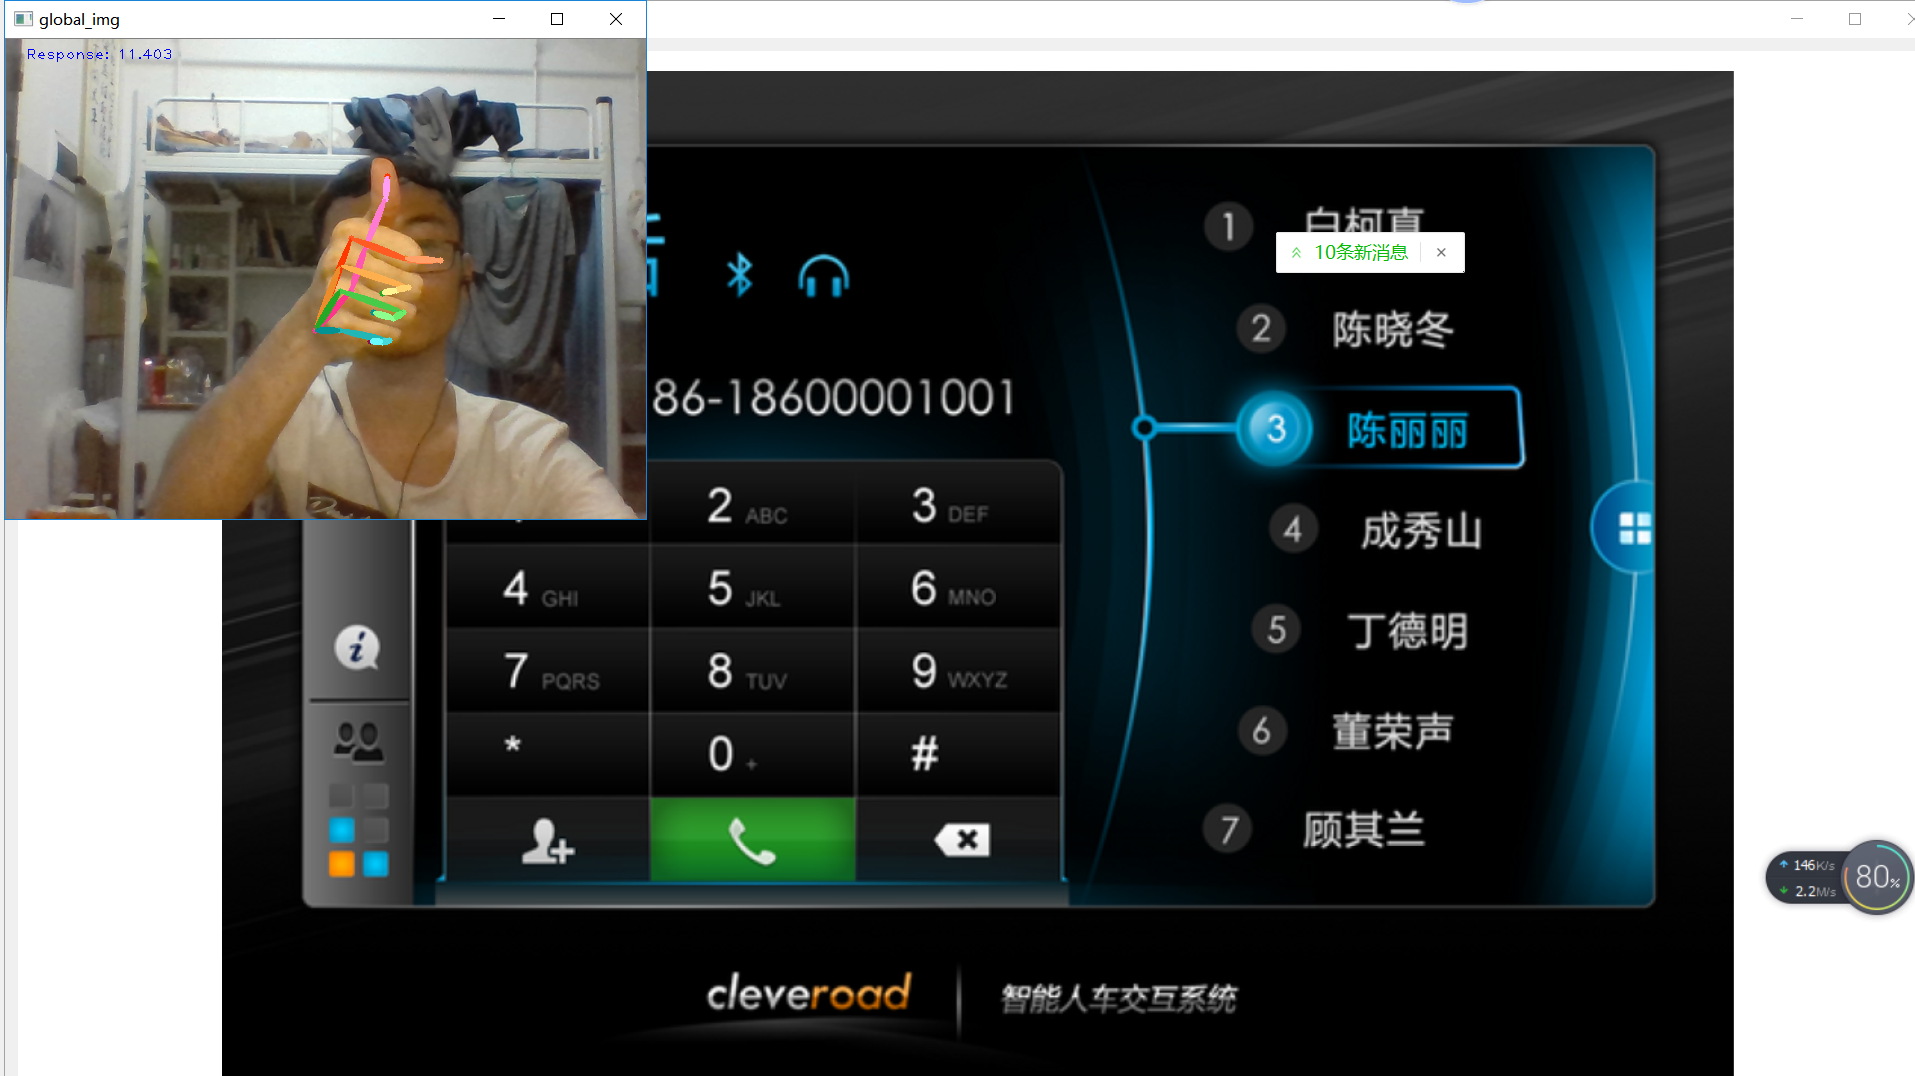 global_img
Response: 11.403
1 白柯真
10条新消息
2 陈晓冬
86-18600001001
3 陈丽丽
2 ABC
3 DEF
4 成秀山
4 GHI
5 JKL
6 MNO
5 丁德明
7 PQRS
8 TUV
9 WXYZ
6 董荣声
*
0 +
#
7 顾其兰
146K/s
2.2M/s
80%
cleveroad
智能人车交互系统